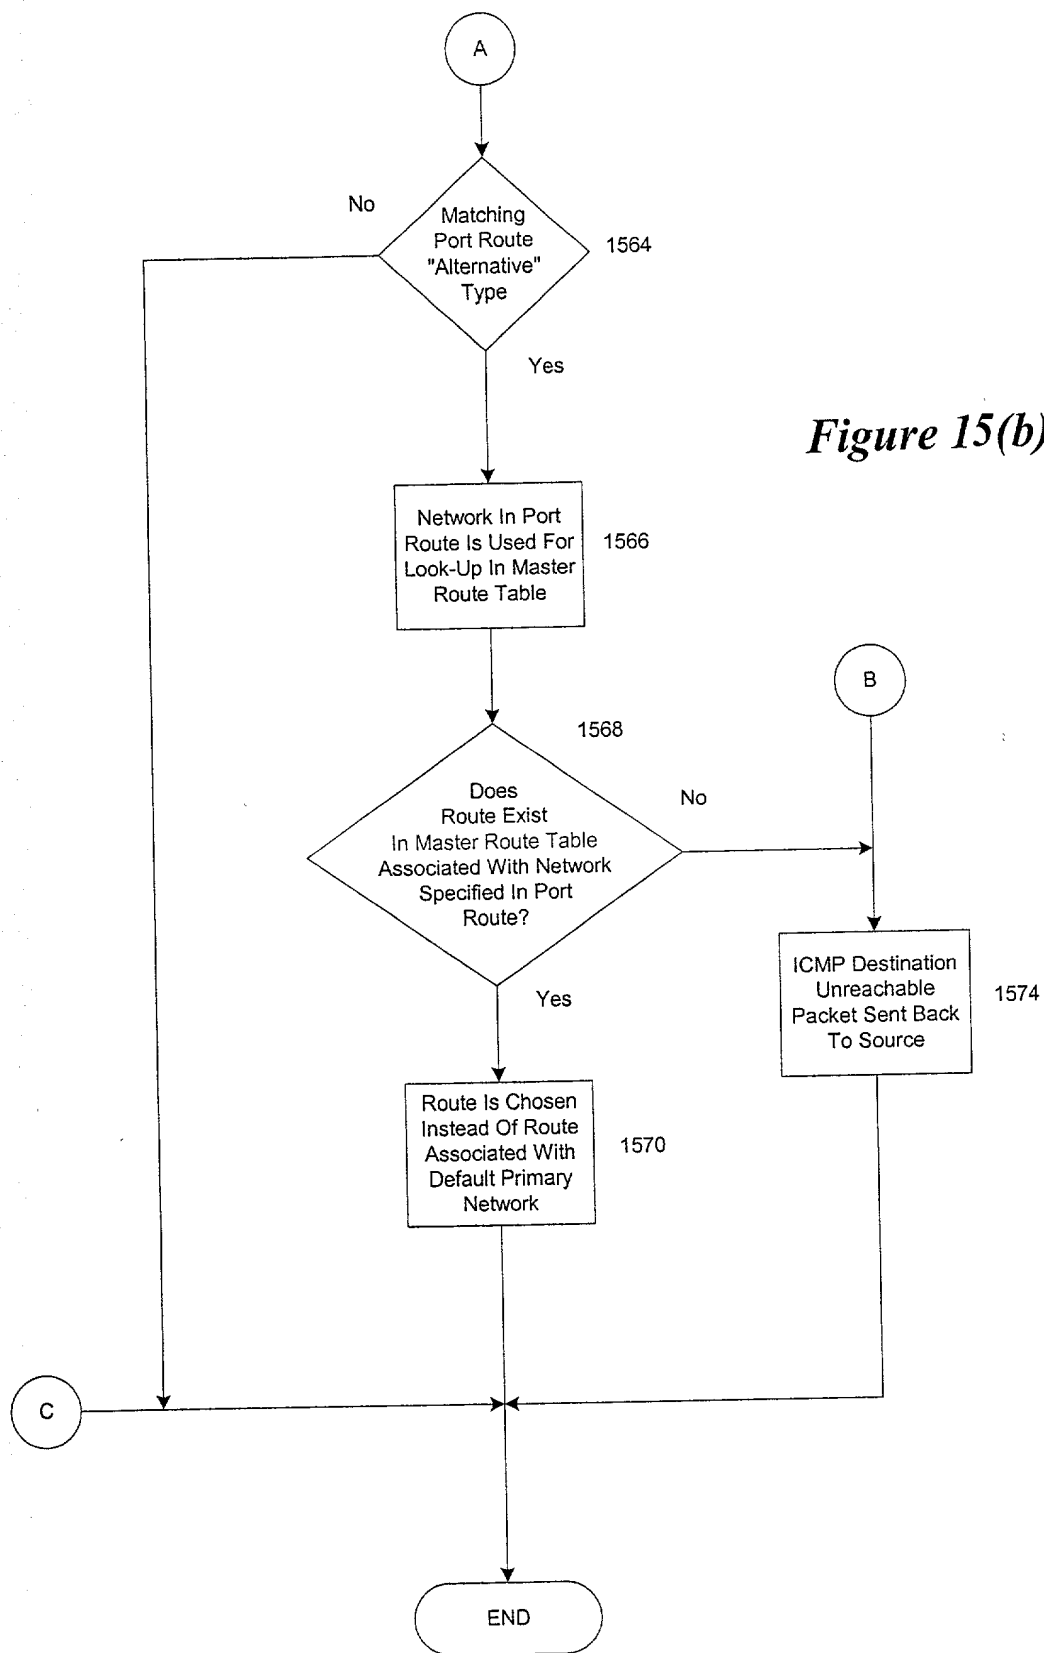 A
No
Matching
Port Route
"Alternative"
Type
1564
Yes
Figure 15(b)
Network In Port
Route Is Used For
Look-Up In Master
Route Table
1566
B
1568
Does
Route Exist
In Master Route Table
Associated With Network
Specified In Port
Route?
No
ICMP Destination
Unreachable
Packet Sent Back
To Source
1574
Yes
Route Is Chosen
Instead Of Route
Associated With
Default Primary
Network
1570
C
END